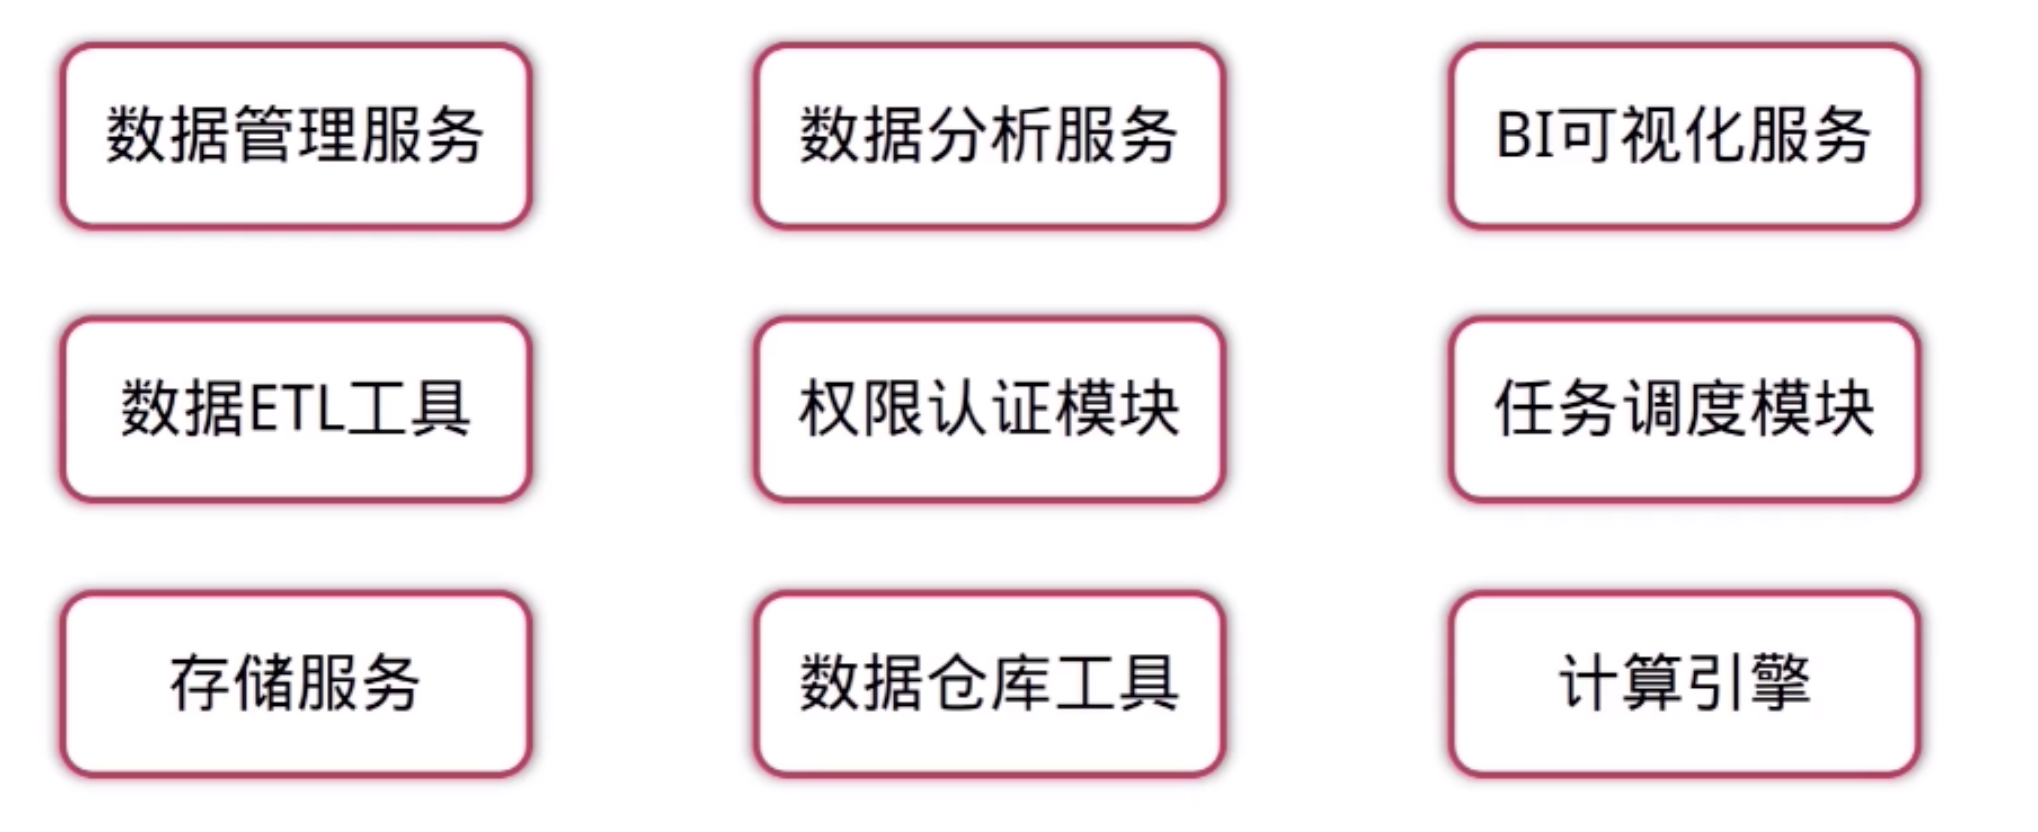 数据管理服务
数据分析服务
BI可视化服务
数据ETL工具
权限认证模块
任务调度模块
存储服务
数据仓库工具
计算引擎